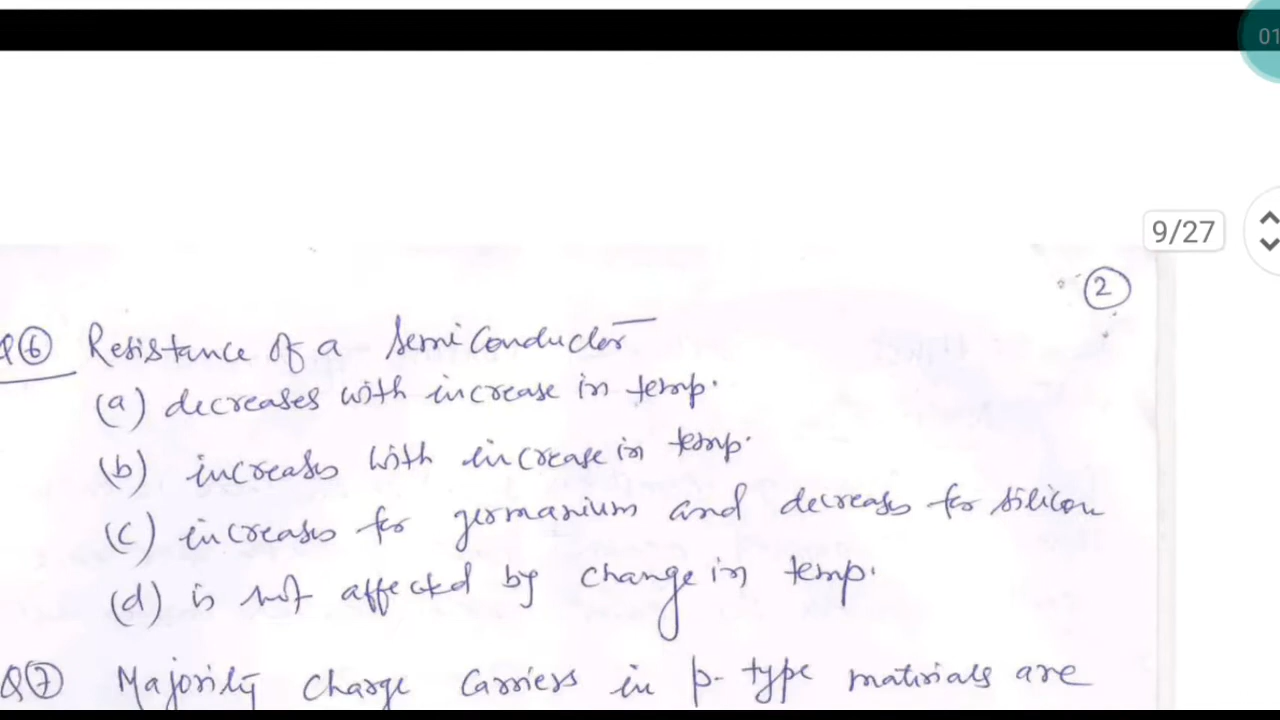 01
9/27
2
Q6 Resistance of a Semiconductor
(a) decreases with increase in temp.
(b) increases with increase in temp.
(c) increases for germanium and decreases for silicon
(d) is not affected by change in temp.
Q7 Majority charge carriers in p-type materials are